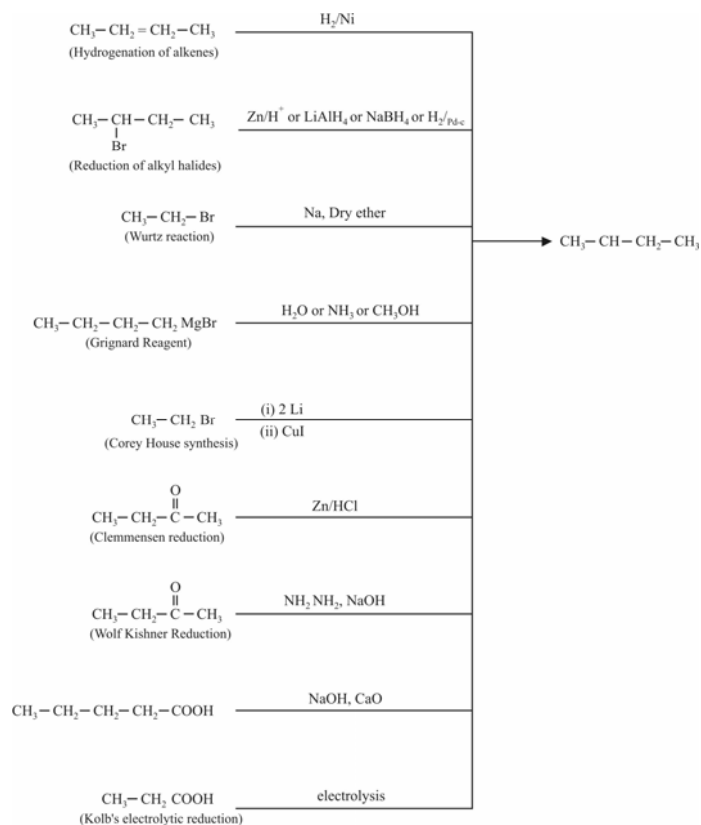 CH₃− CH₂ = CH₂− CH₃
H₂/Ni
(Hydrogenation of alkenes)
CH₃− CH − CH₂− CH₃
Zn/H⁺ or LiAlH₄ or NaBH₄ or H₂/Pd-c
Br
(Reduction of alkyl halides)
CH₃− CH₂− Br
Na, Dry ether
(Wurtz reaction)
CH₃− CH − CH₂− CH₃
CH₃− CH₂− CH₂− CH₂ MgBr
H₂O or NH₃ or CH₃OH
(Grignard Reagent)
CH₃− CH₂ Br
(i) 2 Li
(ii) CuI
(Corey House synthesis)
O
CH₃− CH₂− C − CH₃
Zn/HCl
(Clemmensen reduction)
O
CH₃− CH₂− C − CH₃
NH₂ NH₂, NaOH
(Wolf Kishner Reduction)
CH₃− CH₂− CH₂− CH₂ −COOH
NaOH, CaO
CH₃− CH₂ COOH
electrolysis
(Kolb's electrolytic reduction)